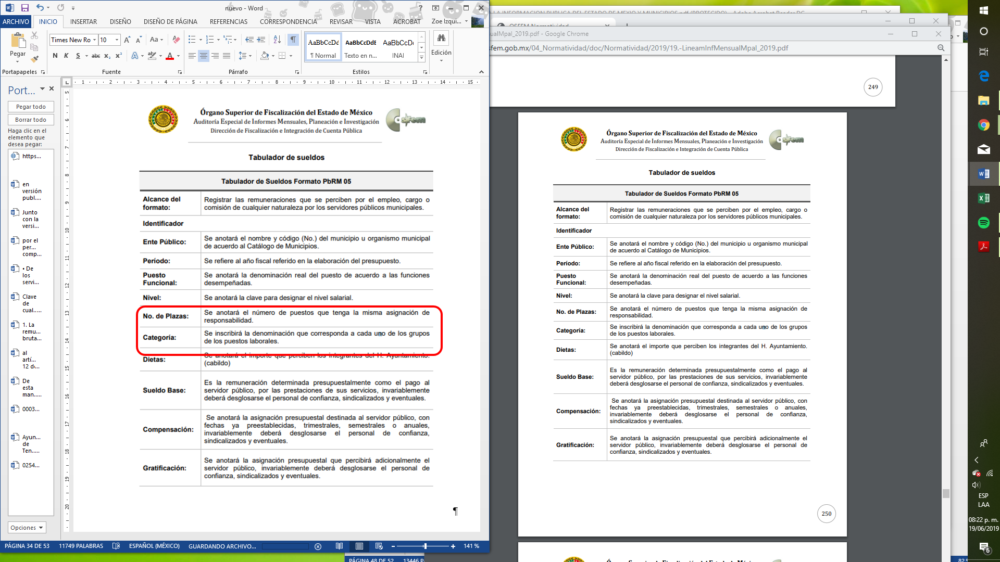 nuevo - Word
ARCHIVO INICIO INSERTAR DISEÑO DISEÑO DE PÁGINA REFERENCIAS CORRESPONDENCIA REVISAR VISTA ACROBAT Zoe Izqui...
Pegar
Times New Ro 10
Aa
N K S abc x₂ x²
AaBbCcDc AaBbCcDdE AaBbCcDc
¶ Normal Texto en n... INAI
Edición
Portapapeles Fuente Párrafo Estilos
Port...
Pegar todo
Borrar todo
Haga clic en el
elemento que
desea pegar:
https...
en
versión
publ....
Junto
con la
versi...
por el
per...
comp...
• De
los
servi...
Clave
de
cual.....
1. La
remu...
bruta...
al
artí...
12 d...
De
esta
man.....
0003...
Ayun...
de
Ten.....
0254...
Opciones
Órgano Superior de Fiscalización del Estado de México
Auditoría Especial de Informes Mensuales, Planeación e Investigación
Dirección de Fiscalización e Integración de Cuenta Pública
osfem
Tabulador de sueldos
Tabulador de Sueldos Formato PbRM 05
Alcance del formato: Registrar las remuneraciones que se perciben por el empleo, cargo o
comisión de cualquier naturaleza por los servidores públicos municipales.
Identificador
Ente Público: Se anotará el nombre y código (No.) del municipio u organismo municipal
de acuerdo al Catálogo de Municipios.
Período: Se refiere al año fiscal referido en la elaboración del presupuesto.
Puesto Funcional: Se anotará la denominación real del puesto de acuerdo a las funciones
desempeñadas.
Nivel: Se anotará la clave para designar el nivel salarial.
No. de Plazas: Se anotará el número de puestos que tenga la misma asignación de
responsabilidad.
Categoría: Se inscribirá la denominación que corresponda a cada uno de los grupos
de los puestos laborales.
Dietas: Se anotará el importe que perciben los integrantes del H. Ayuntamiento.
(cabildo)
Sueldo Base: Es la remuneración determinada presupuestalmente como el pago al
servidor público, por las prestaciones de sus servicios, invariablemente
deberá desglosarse el personal de confianza, sindicalizados y eventuales.
Compensación: Se anotará la asignación presupuestal destinada al servidor público, con
fechas ya preestablecidas, trimestrales, semestrales o anuales,
invariablemente deberá desglosarse el personal de confianza,
sindicalizados y eventuales.
Gratificación: Se anotará la asignación presupuestal que percibirá adicionalmente el
servidor público, invariablemente deberá desglosarse el personal de
confianza, sindicalizados y eventuales.
¶
PÁGINA 34 DE 53 11749 PALABRAS ESPAÑOL (MÉXICO) GUARDANDO ARCHIVO... 141 %
PÁGINA 48 DE 52 13446 P
LA INFORMACION PUBLICA DEL ESTADO DE MEXIO Y MUNICIPIOS.pdf (PROTEGIDO) - Adobe Acrobat Reader DC
OSFEM Normatividad
sualMpal_2019.pdf - Google Chrome
sfem.gob.mx/04_Normatividad/doc/Normatividad/2019/19.-LineamInfMensualMpal_2019.pdf
249
Órgano Superior de Fiscalización del Estado de México
Auditoría Especial de Informes Mensuales, Planeación e Investigación
Dirección de Fiscalización e Integración de Cuenta Pública
osfem
Tabulador de sueldos
Tabulador de Sueldos Formato PbRM 05
Alcance del formato: Registrar las remuneraciones que se perciben por el empleo, cargo o
comisión de cualquier naturaleza por los servidores públicos municipales.
Identificador
Ente Público: Se anotará el nombre y código (No.) del municipio u organismo municipal
de acuerdo al Catálogo de Municipios.
Período: Se refiere al año fiscal referido en la elaboración del presupuesto.
Puesto Funcional: Se anotará la denominación real del puesto de acuerdo a las funciones
desempeñadas.
Nivel: Se anotará la clave para designar el nivel salarial.
No. de Plazas: Se anotará el número de puestos que tenga la misma asignación de
responsabilidad.
Categoría: Se inscribirá la denominación que corresponda a cada uno de los grupos
de los puestos laborales.
Dietas: Se anotará el importe que perciben los integrantes del H. Ayuntamiento.
(cabildo)
Sueldo Base: Es la remuneración determinada presupuestalmente como el pago al
servidor público, por las prestaciones de sus servicios, invariablemente
deberá desglosarse el personal de confianza, sindicalizados y eventuales.
Compensación: Se anotará la asignación presupuestal destinada al servidor público, con
fechas ya preestablecidas, trimestrales, semestrales o anuales,
invariablemente deberá desglosarse el personal de confianza,
sindicalizados y eventuales.
Gratificación: Se anotará la asignación presupuestal que percibirá adicionalmente el
servidor público, invariablemente deberá desglosarse el personal de
confianza, sindicalizados y eventuales.
250
ESP
LAA
08:22 p. m.
19/06/2019
6